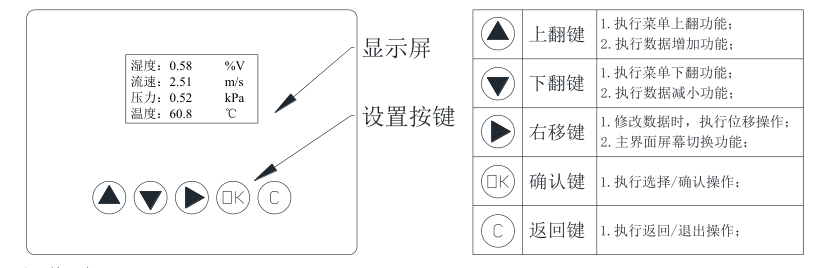 湿度: 0.58 %V
流速: 2.51 m/s
压力: 0.52 kPa
温度: 60.8 ℃
显示屏
设置按键
OK C
上翻键 1.执行菜单上翻功能;
2.执行数据增加功能;
下翻键 1.执行菜单下翻功能;
2.执行数据减小功能;
右移键 1.修改数据时, 执行位移操作;
2.主界面屏幕切换功能;
OK 确认键 1.执行选择/确认操作;
C 返回键 1.执行返回/退出操作;